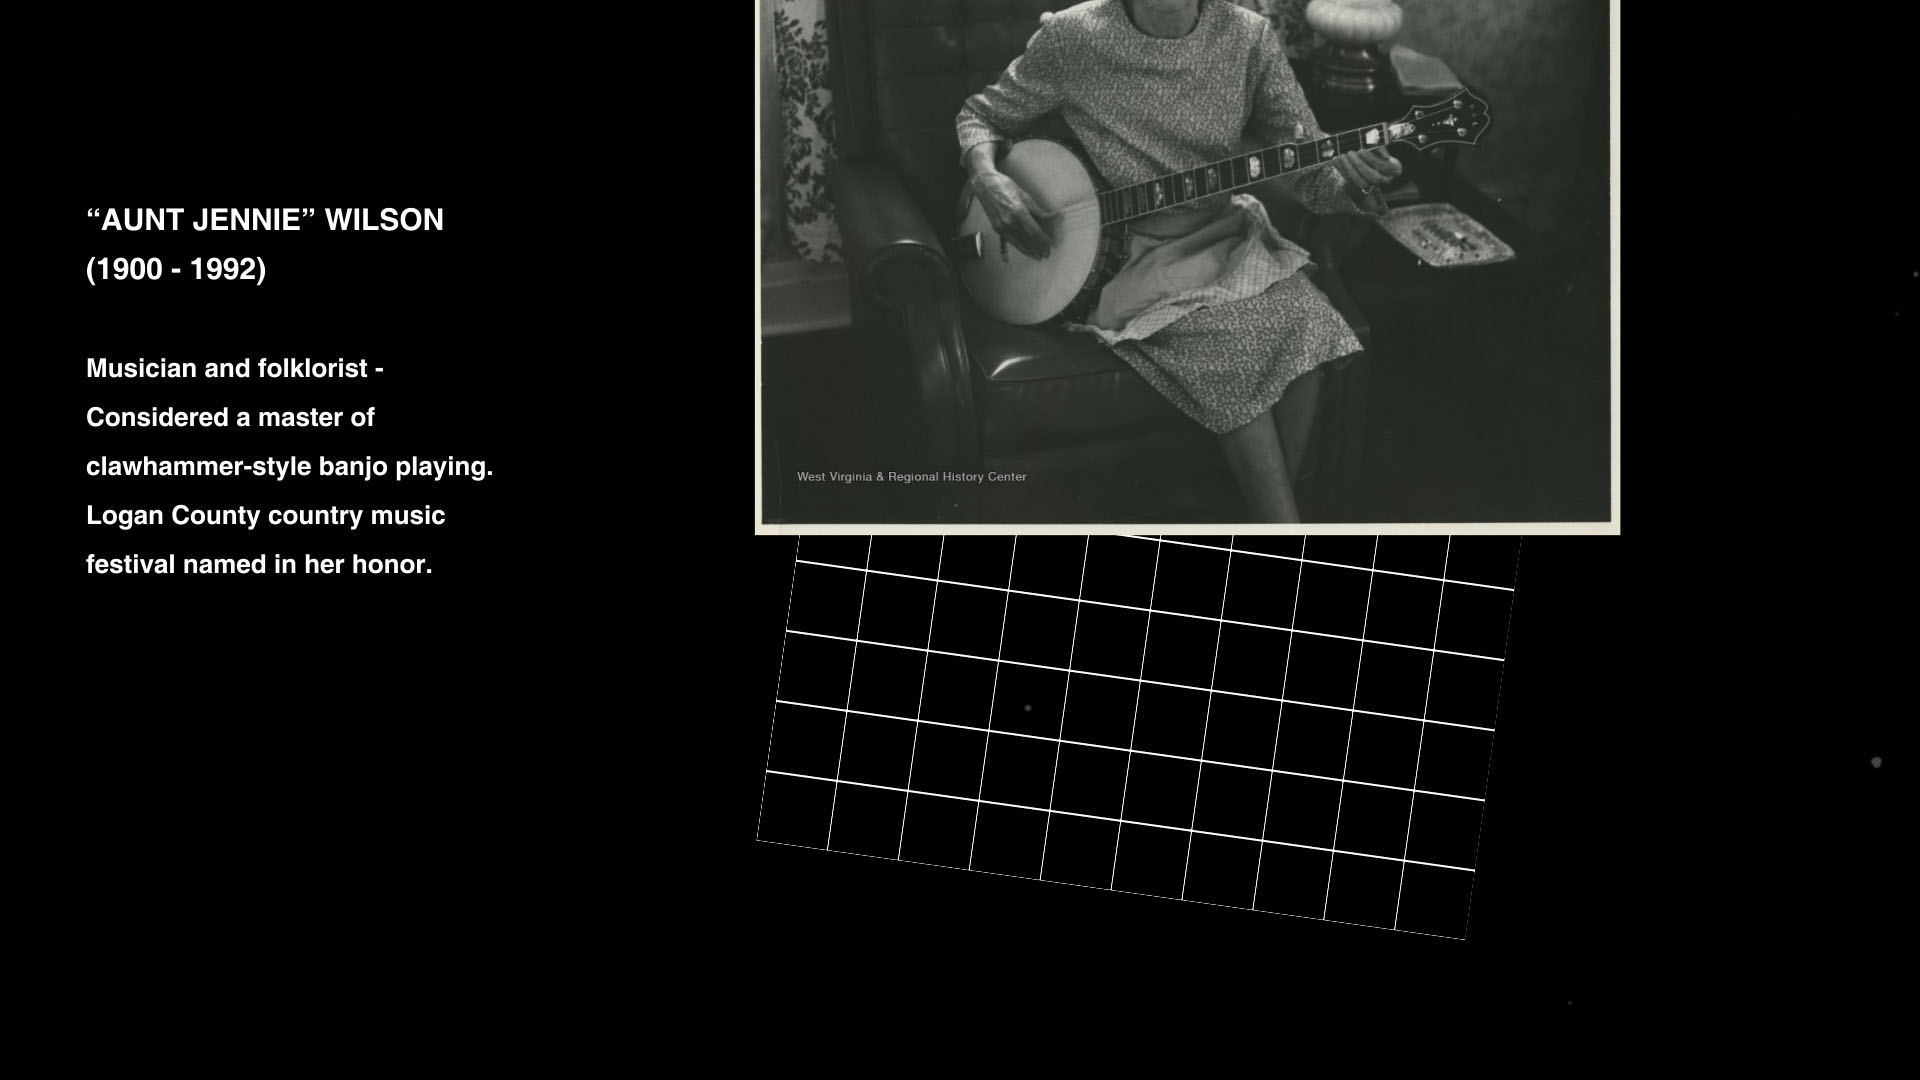 “AUNT JENNIE” WILSON
(1900 - 1992)
Musician and folklorist -
Considered a master of
clawhammer-style banjo playing.
Logan County country music
festival named in her honor.
West Virginia & Regional History Center